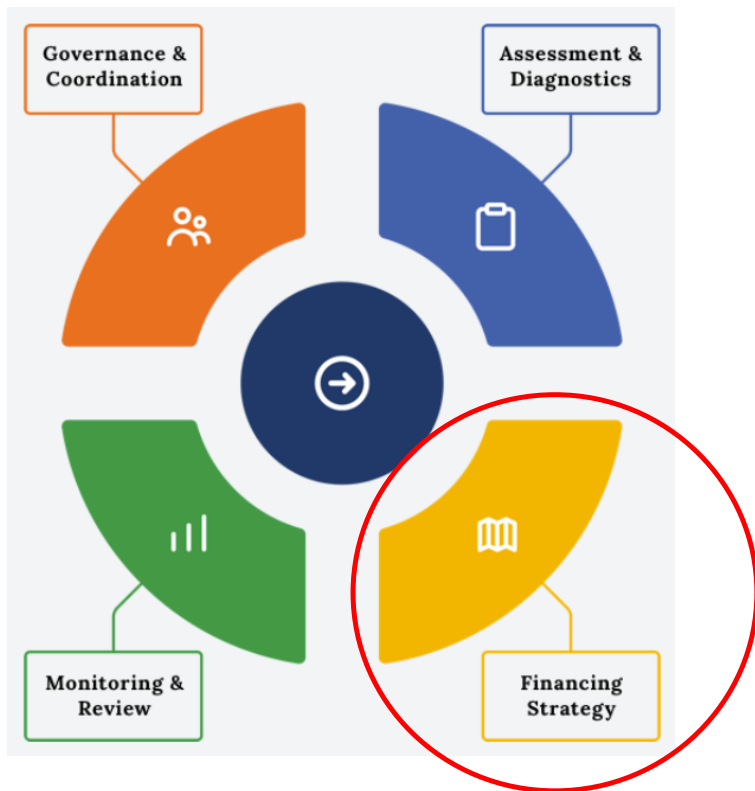 Governance &
Coordination
Assessment &
Diagnostics
Monitoring &
Review
Financing
Strategy